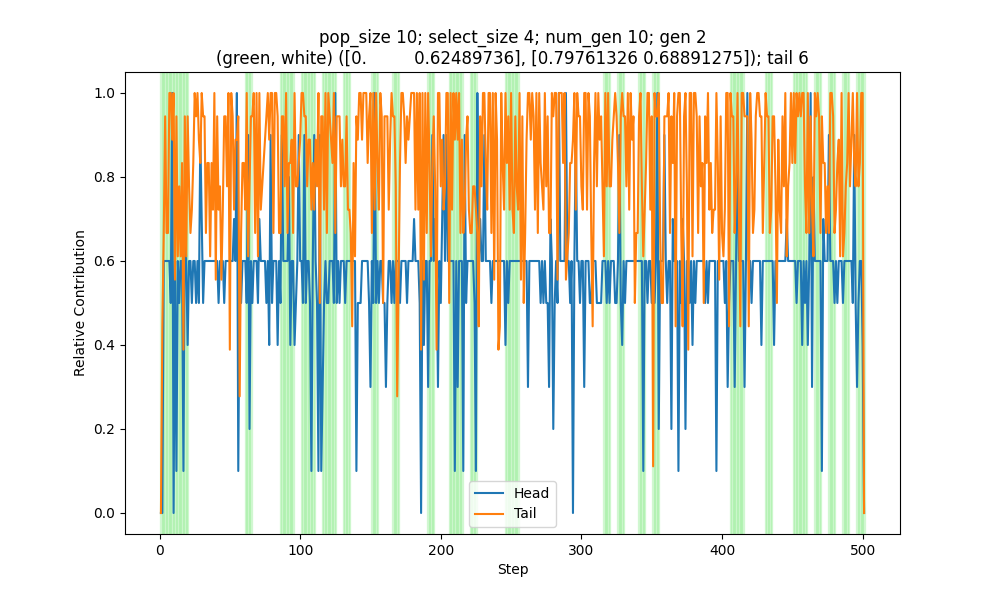 pop_size 10; select_size 4; num_gen 10; gen 2
(green, white) ([0.         0.62489736], [0.79761326 0.68891275]); tail 6
1.0
0.8
0.6
0.4
0.2
0.0
Relative Contribution
Head
Tail
0
100
200
300
400
500
Step